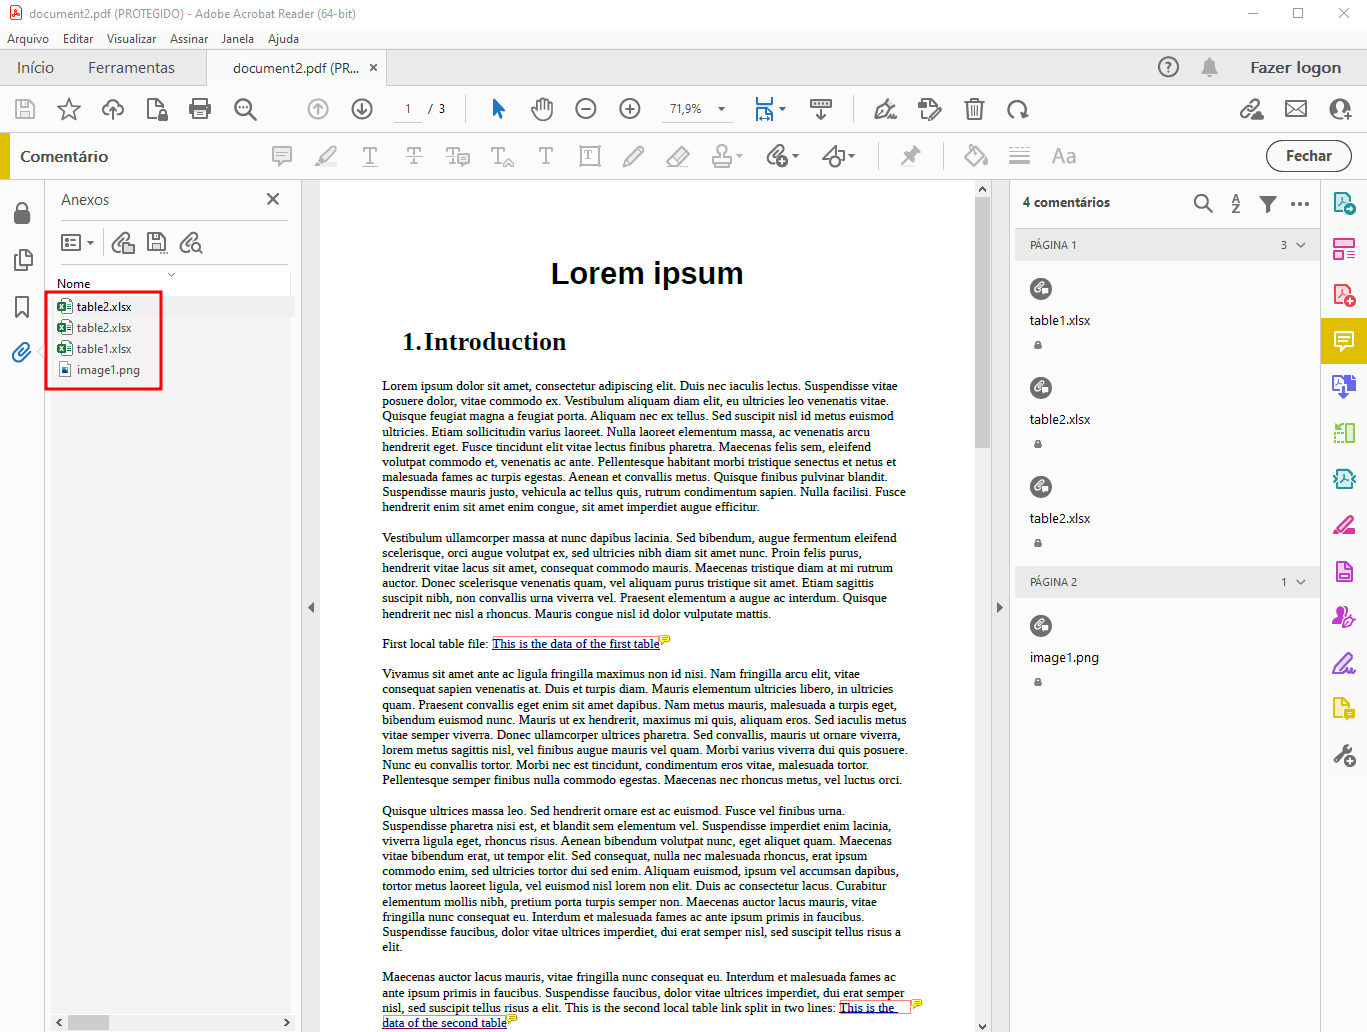 document2.pdf (PROTEGIDO) - Adobe Acrobat Reader (64-bit)
Arquivo Editar Visualizar Assinar Janela Ajuda
Início Ferramentas document2.pdf (PR... Fazer logon
1 / 3 71,9%
Comentário Aa Fechar
Anexos
Nome
table2.xlsx
table2.xlsx
table1.xlsx
image1.png
Lorem ipsum
1.Introduction
Lorem ipsum dolor sit amet, consectetur adipiscing elit. Duis nec iaculis lectus. Suspendisse vitae
posuere dolor, vitae commodo ex. Vestibulum aliquam diam elit, eu ultricies leo venenatis vitae.
Quisque feugiat magna a feugiat porta. Aliquam nec ex tellus. Sed suscipit nisl id metus euismod
ultricies. Etiam sollicitudin varius laoreet. Nulla laoreet elementum massa, ac venenatis arcu
hendrerit eget. Fusce tincidunt elit vitae lectus finibus pharetra. Maecenas felis sem, eleifend
volutpat commodo et, venenatis ac ante. Pellentesque habitant morbi tristique senectus et netus et
malesuada fames ac turpis egestas. Aenean et convallis metus. Quisque finibus pulvinar blandit.
Suspendisse mauris justo, vehicula ac tellus quis, rutrum condimentum sapien. Nulla facilisi. Fusce
hendrerit enim sit amet enim congue, sit amet imperdiet augue efficitur.
Vestibulum ullamcorper massa at nunc dapibus lacinia. Sed bibendum, augue fermentum eleifend
scelerisque, orci augue volutpat ex, sed ultricies nibh diam sit amet nunc. Proin felis purus,
hendrerit vitae lacus sit amet, consequat commodo mauris. Maecenas tristique diam at mi rutrum
auctor. Donec scelerisque venenatis quam, vel aliquam purus tristique sit amet. Etiam sagittis
suscipit nibh, non convallis urna viverra vel. Praesent elementum a augue ac interdum. Quisque
hendrerit nec nisl a rhoncus. Mauris congue nisl id dolor vulputate mattis.
First local table file: This is the data of the first table
Vivamus sit amet ante ac ligula fringilla maximus non id nisi. Nam fringilla arcu elit, vitae
consequat sapien venenatis at. Duis et turpis diam. Mauris elementum ultricies libero, in ultricies
quam. Praesent convallis eget enim sit amet dapibus. Nam metus mauris, malesuada a turpis eget,
bibendum euismod nunc. Mauris ut ex hendrerit, maximus mi quis, aliquam eros. Sed iaculis metus
vitae semper viverra. Donec ullamcorper ultrices pharetra. Sed convallis, mauris ut ornare viverra,
lorem metus sagittis nisl, vel finibus augue mauris vel quam. Morbi varius viverra dui quis posuere.
Nunc eu convallis tortor. Morbi nec est tincidunt, condimentum eros vitae, malesuada tortor.
Pellentesque semper finibus nulla commodo egestas. Maecenas nec rhoncus metus, vel luctus orci.
Quisque ultrices massa leo. Sed hendrerit ornare est ac euismod. Fusce vel finibus urna.
Suspendisse pharetra nisi est, et blandit sem elementum vel. Suspendisse imperdiet enim lacinia,
viverra ligula eget, rhoncus risus. Aenean bibendum volutpat nunc, eget aliquet quam. Maecenas
vitae bibendum erat, ut tempor elit. Sed consequat, nulla nec malesuada rhoncus, erat ipsum
commodo enim, sed ultricies tortor dui sed enim. Aliquam euismod, ipsum vel accumsan dapibus,
tortor metus laoreet ligula, vel euismod nisl lorem non elit. Duis ac consectetur lacus. Curabitur
elementum mollis nibh, pretium porta turpis semper non. Maecenas auctor lacus mauris, vitae
fringilla nunc consequat eu. Interdum et malesuada fames ac ante ipsum primis in faucibus.
Suspendisse faucibus, dolor vitae ultrices imperdiet, dui erat semper nisl, sed suscipit tellus risus a
elit.
Maecenas auctor lacus mauris, vitae fringilla nunc consequat eu. Interdum et malesuada fames ac
ante ipsum primis in faucibus. Suspendisse faucibus, dolor vitae ultrices imperdiet, dui erat semper
nisl, sed suscipit tellus risus a elit. This is the second local table link split in two lines: This is the
data of the second table
4 comentários
PÁGINA 1 3
table1.xlsx
table2.xlsx
table2.xlsx
PÁGINA 2 1
image1.png